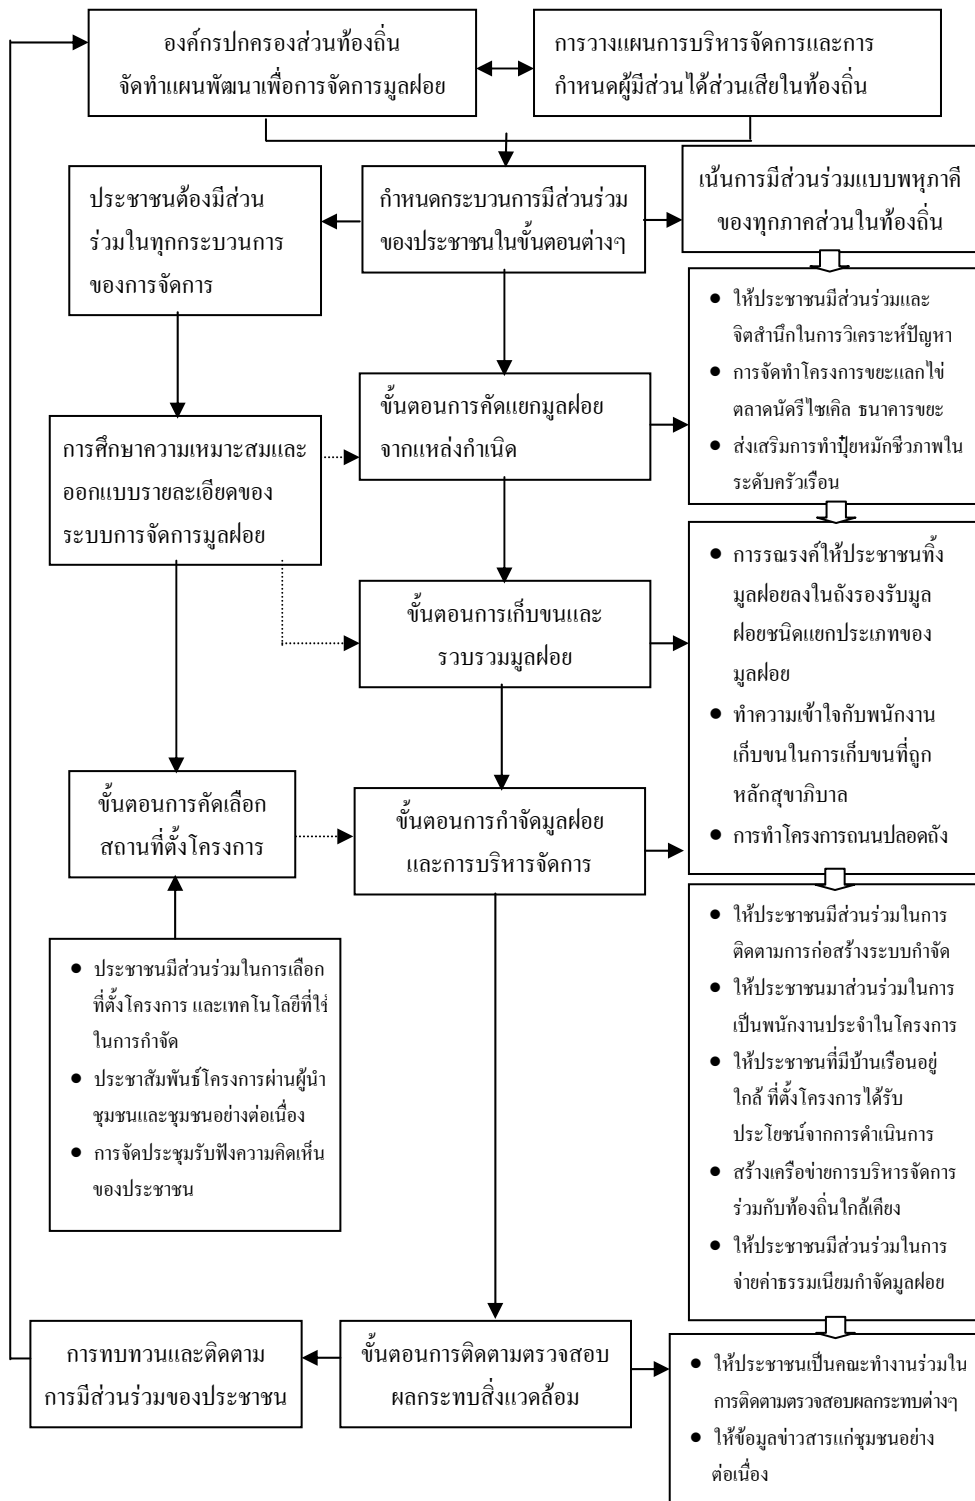 องค์กรปกครองส่วนท้องถิ่น
จัดทำแผนพัฒนาเพื่อการจัดการมูลฝอย
การวางแผนการบริหารจัดการและการ
กำหนดผู้มีส่วนได้ส่วนเสียในท้องถิ่น
ประชาชนต้องมีส่วน
ร่วมในทุกกระบวนการ
ของการจัดการ
กำหนดกระบวนการมีส่วนร่วม
ของประชาชนในขั้นตอนต่างๆ
เน้นการมีส่วนร่วมแบบพหุภาคี
ของทุกภาคส่วนในท้องถิ่น
● ให้ประชาชนมีส่วนร่วมและ
จิตสำนึกในการวิเคราะห์ปัญหา
● การจัดทำโครงการขยะแลกไข่
ตลาดนัดรีไซเคิล ธนาคารขยะ
● ส่งเสริมการทำปุ๋ยหมักชีวภาพใน
ระดับครัวเรือน
ขั้นตอนการคัดแยกมูลฝอย
จากแหล่งกำเนิด
การศึกษาความเหมาะสมและ
ออกแบบรายละเอียดของ
ระบบการจัดการมูลฝอย
● การรณรงค์ให้ประชาชนทิ้ง
มูลฝอยลงในถังรองรับมูล
ฝอยชนิดแยกประเภทของ
มูลฝอย
● ทำความเข้าใจกับพนักงาน
เก็บขนในการเก็บขนที่ถูก
หลักสุขาภิบาล
● การทำโครงการถนนปลอดถัง
ขั้นตอนการเก็บขนและ
รวบรวมมูลฝอย
ขั้นตอนการคัดเลือก
สถานที่ตั้งโครงการ
ขั้นตอนการกำจัดมูลฝอย
และการบริหารจัดการ
● ประชาชนมีส่วนร่วมในการเลือก
ที่ตั้งโครงการ และเทคโนโลยีที่ใช้
ในการกำจัด
● ประชาสัมพันธ์โครงการผ่านผู้นำ
ชุมชนและชุมชนอย่างต่อเนื่อง
● การจัดประชุมรับฟังความคิดเห็น
ของประชาชน
● ให้ประชาชนมีส่วนร่วมในการ
ติดตามการก่อสร้างระบบกำจัด
● ให้ประชาชนมาส่วนร่วมในการ
เป็นพนักงานประจำในโครงการ
● ให้ประชาชนที่มีบ้านเรือนอยู่
ใกล้ ที่ตั้งโครงการได้รับ
ประโยชน์จากการดำเนินการ
● สร้างเครือข่ายการบริหารจัดการ
ร่วมกับท้องถิ่นใกล้เคียง
● ให้ประชาชนมีส่วนร่วมในการ
จ่ายค่าธรรมเนียมกำจัดมูลฝอย
การทบทวนและติดตาม
การมีส่วนร่วมของประชาชน
ขั้นตอนการติดตามตรวจสอบ
ผลกระทบสิ่งแวดล้อม
● ให้ประชาชนเป็นคณะทำงานร่วมใน
การติดตามตรวจสอบผลกระทบต่างๆ
● ให้ข้อมูลข่าวสารแก่ชุมชนอย่าง
ต่อเนื่อง